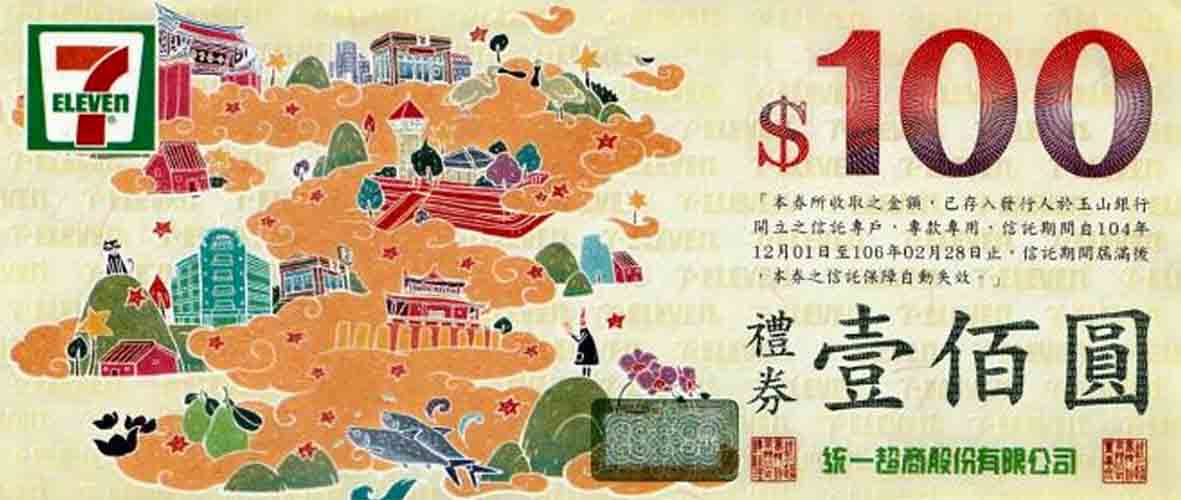 7
ELEVEn
®
$100
「本券所收取之金額,已存入發行人於玉山銀行
開立之信託專戶,專款專用,信託期間自104年
12月01日至106年02月28日止,信託期間屆滿後
,本券之信託保障自動失效。」
禮券
壹佰圓
統一超商股份有限公司